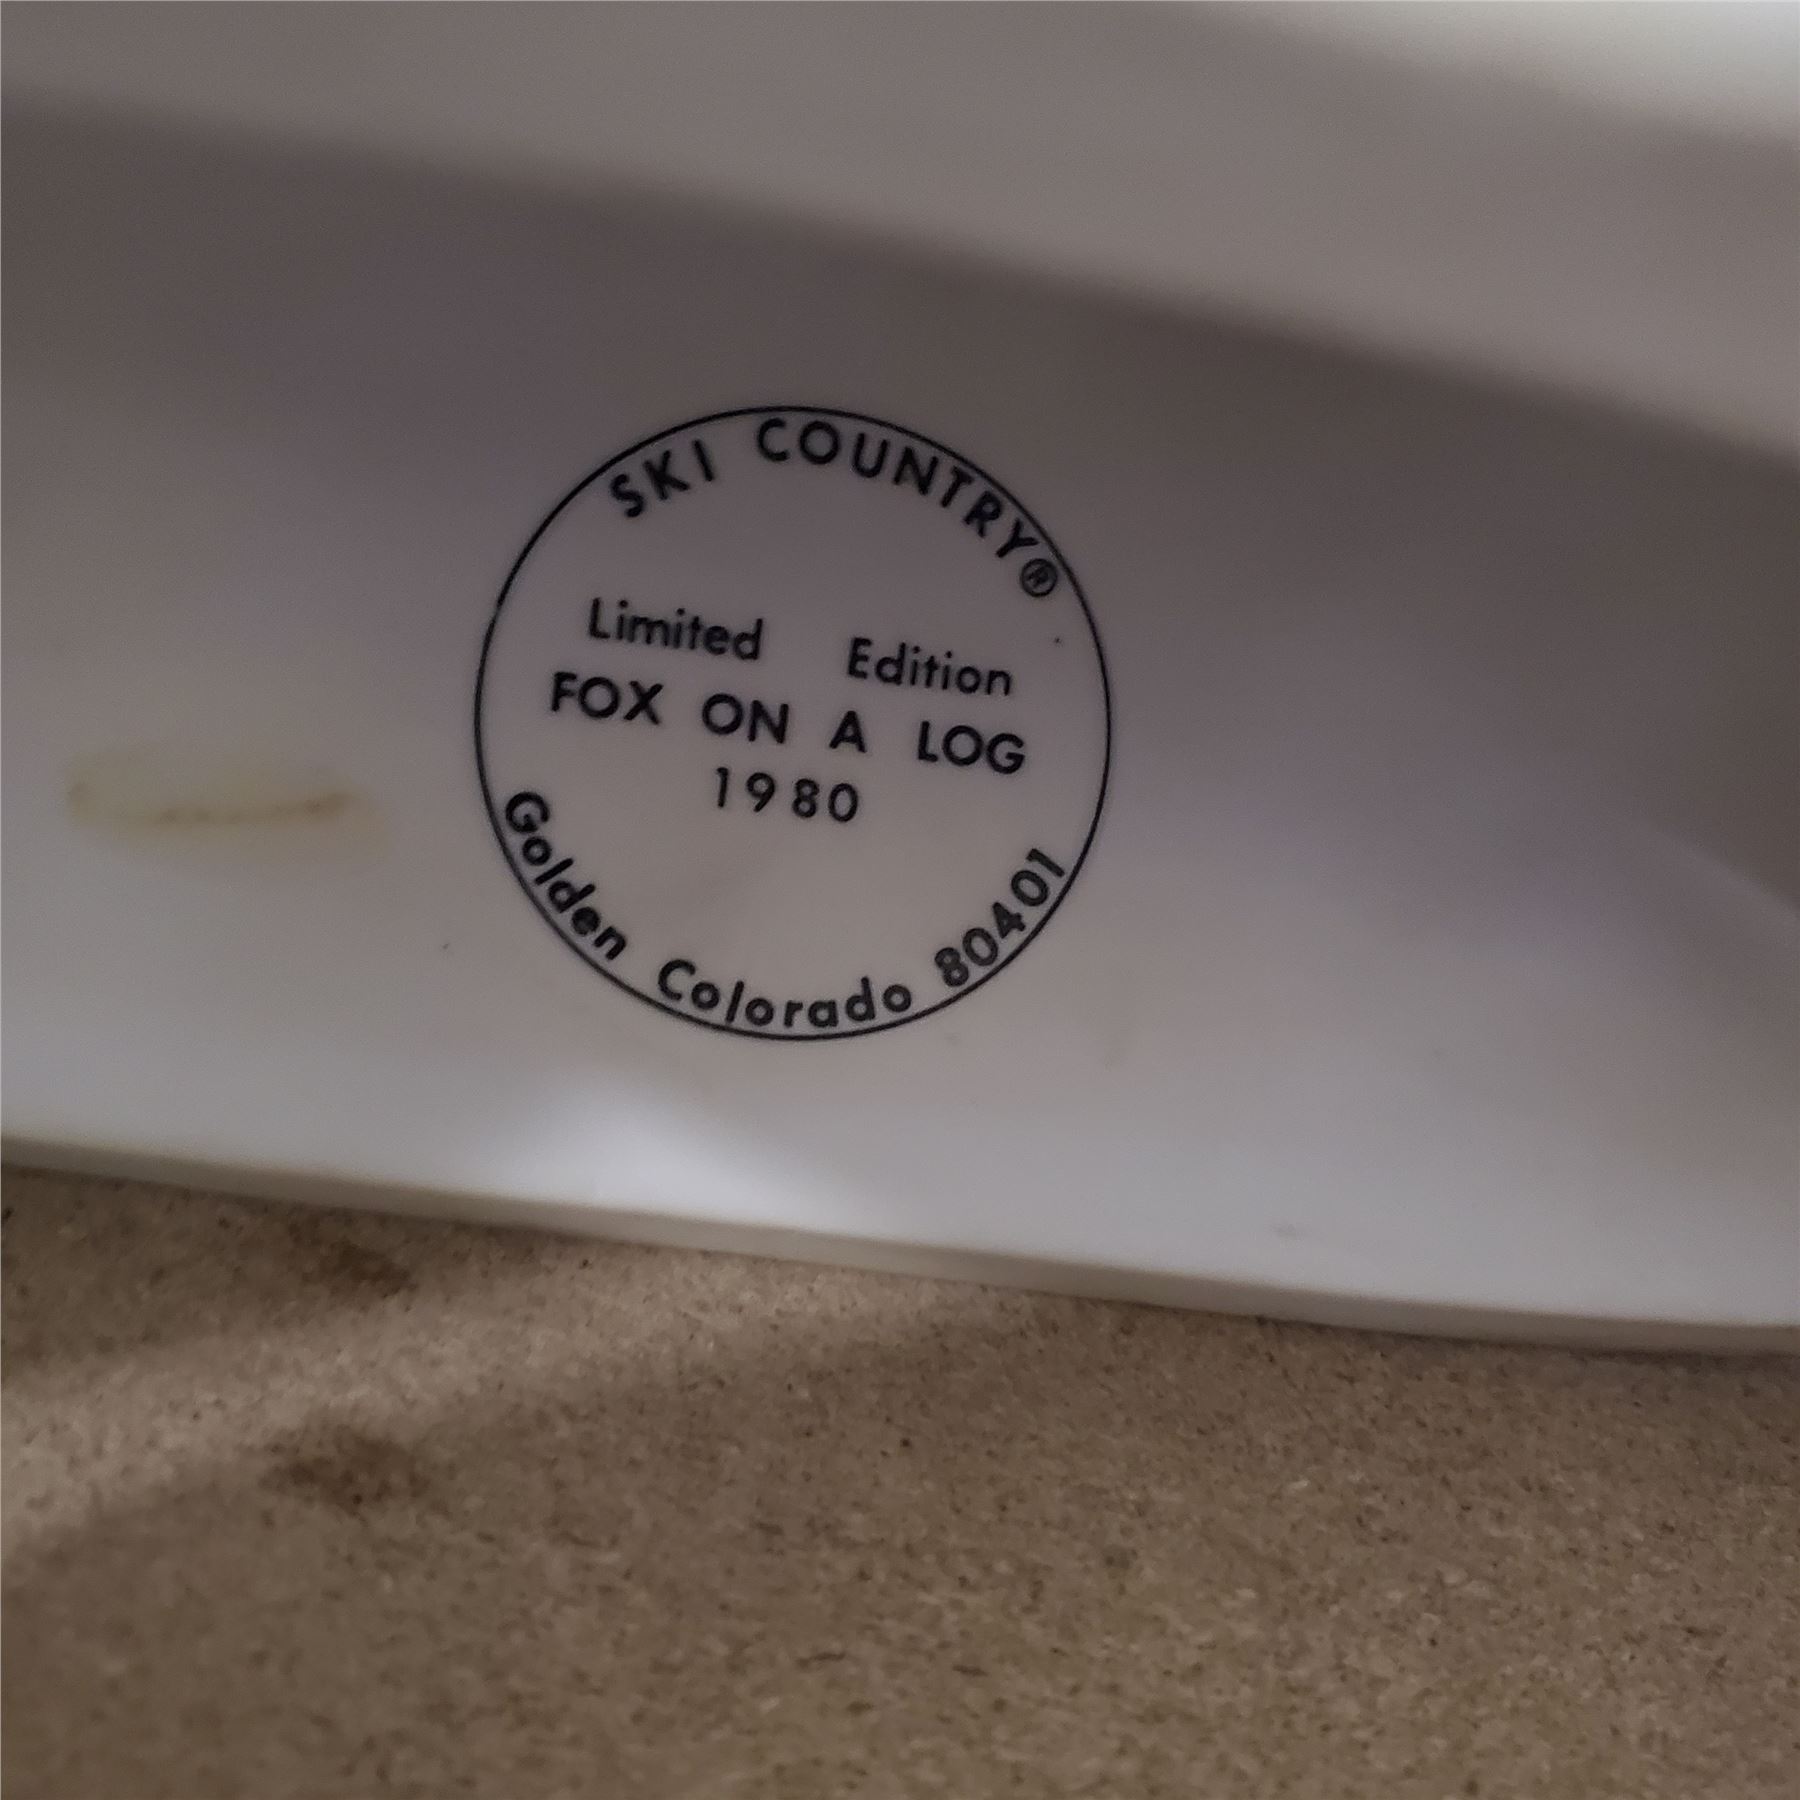 SKI COUNTRY®
Limited Edition
FOX ON A LOG
1980
Golden Colorado 80401